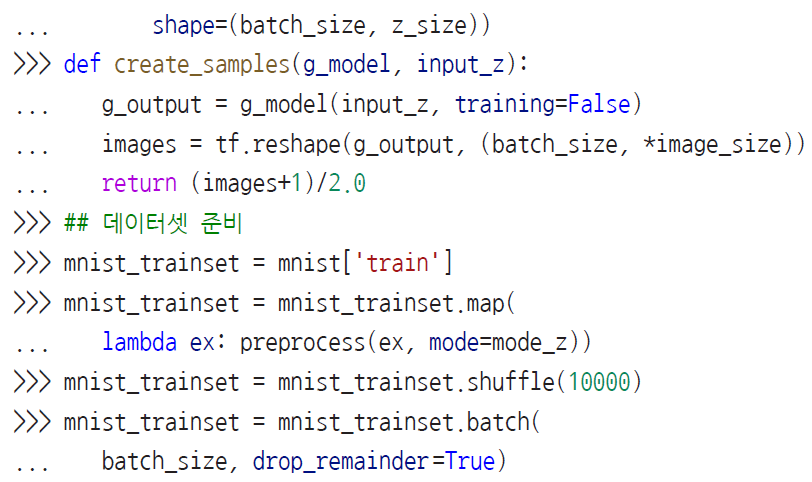 ...         shape=(batch_size, z_size))
>>> def create_samples(g_model, input_z):
...     g_output = g_model(input_z, training=False)
...     images = tf.reshape(g_output, (batch_size, *image_size))
...     return (images+1)/2.0
>>> ## 데이터셋 준비
>>> mnist_trainset = mnist['train']
>>> mnist_trainset = mnist_trainset.map(
...     lambda ex: preprocess(ex, mode=mode_z))
>>> mnist_trainset = mnist_trainset.shuffle(10000)
>>> mnist_trainset = mnist_trainset.batch(
...     batch_size, drop_remainder=True)